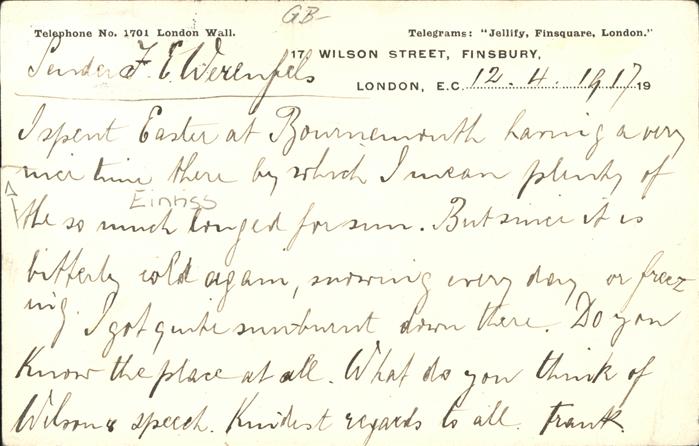 GB-
Telephone No. 1701 London Wall. Telegrams: "Jellify, Finsquare, London."
17 WILSON STREET, FINSBURY,
Sender F. E. Werenfels
LONDON, E.C. 12. 4. 1917 19
I spent Easter at Bournemouth having a very
nice time there by which I mean plenty of
the so much longed for sun. But since it is
bitterly cold again, snowing every day or freez
ing. I got quite sunburnt down there. Do you
Know the place at all. What do you think of
Wilsons speech. Kindest regards to all. Frank.